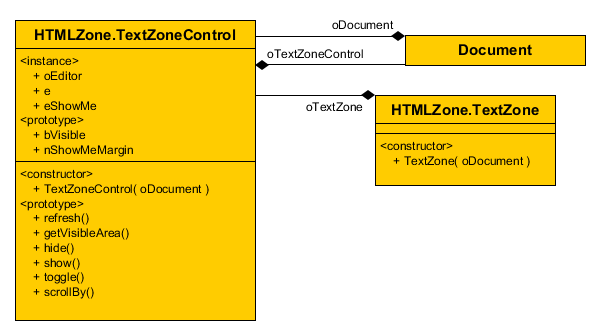 HTMLZone.TextZoneControl
<instance>
+ oEditor
+ e
+ eShowMe
<prototype>
+ bVisible
+ nShowMeMargin
<constructor>
+ TextZoneControl( oDocument )
<prototype>
+ refresh()
+ getVisibleArea()
+ hide()
+ show()
+ toggle()
+ scrollBy()
oDocument
oTextZoneControl
Document
oTextZone
HTMLZone.TextZone
<constructor>
+ TextZone( oDocument )